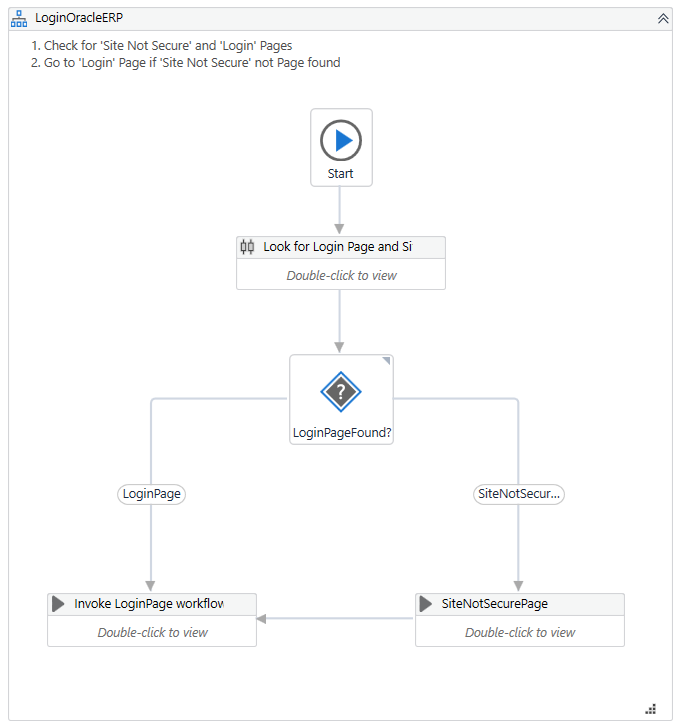 LoginOracleERP
1. Check for 'Site Not Secure' and 'Login' Pages
2. Go to 'Login' Page if 'Site Not Secure' not Page found
Start
Look for Login Page and Si
Double-click to view
?
LoginPageFound?
LoginPage
SiteNotSecur...
Invoke LoginPage workflow
Double-click to view
SiteNotSecurePage
Double-click to view